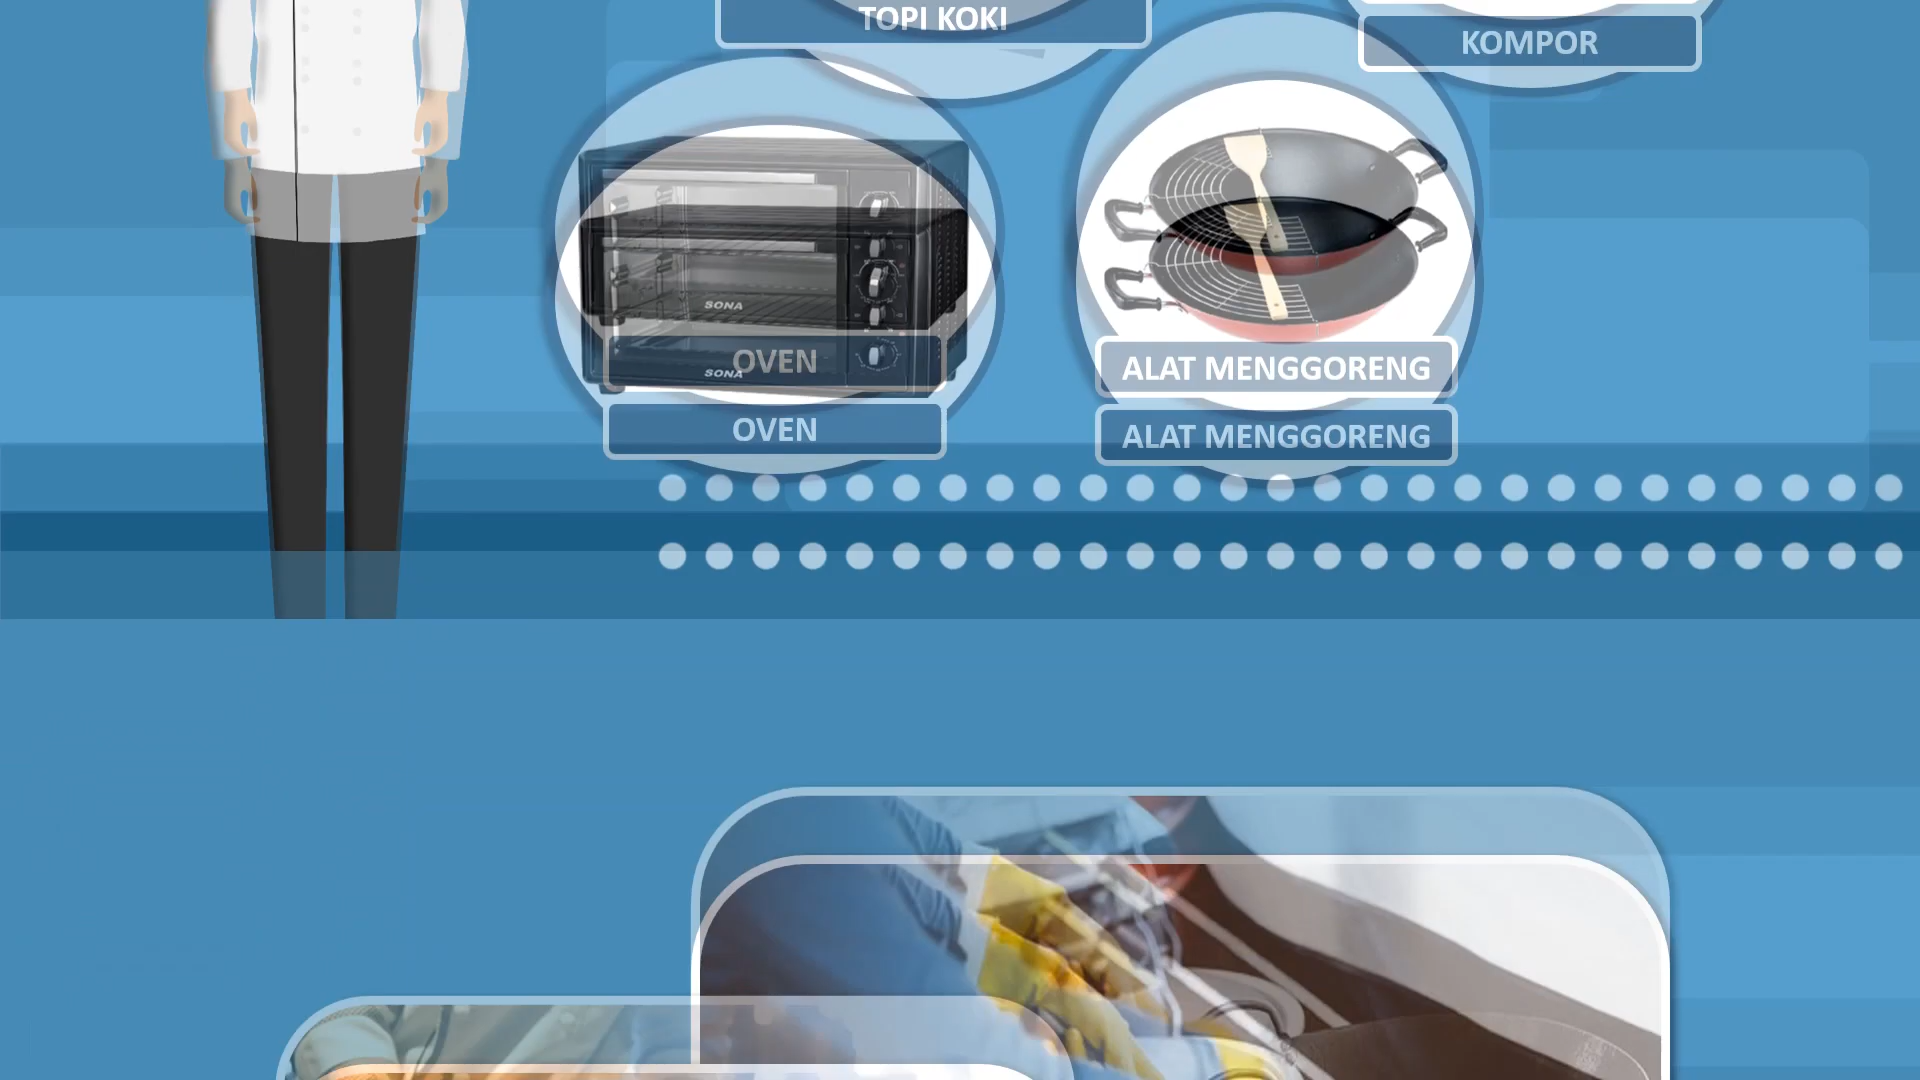 TOPI KOKI
KOMPOR
SONA
OVEN
SONA
OVEN
ALAT MENGGORENG
ALAT MENGGORENG